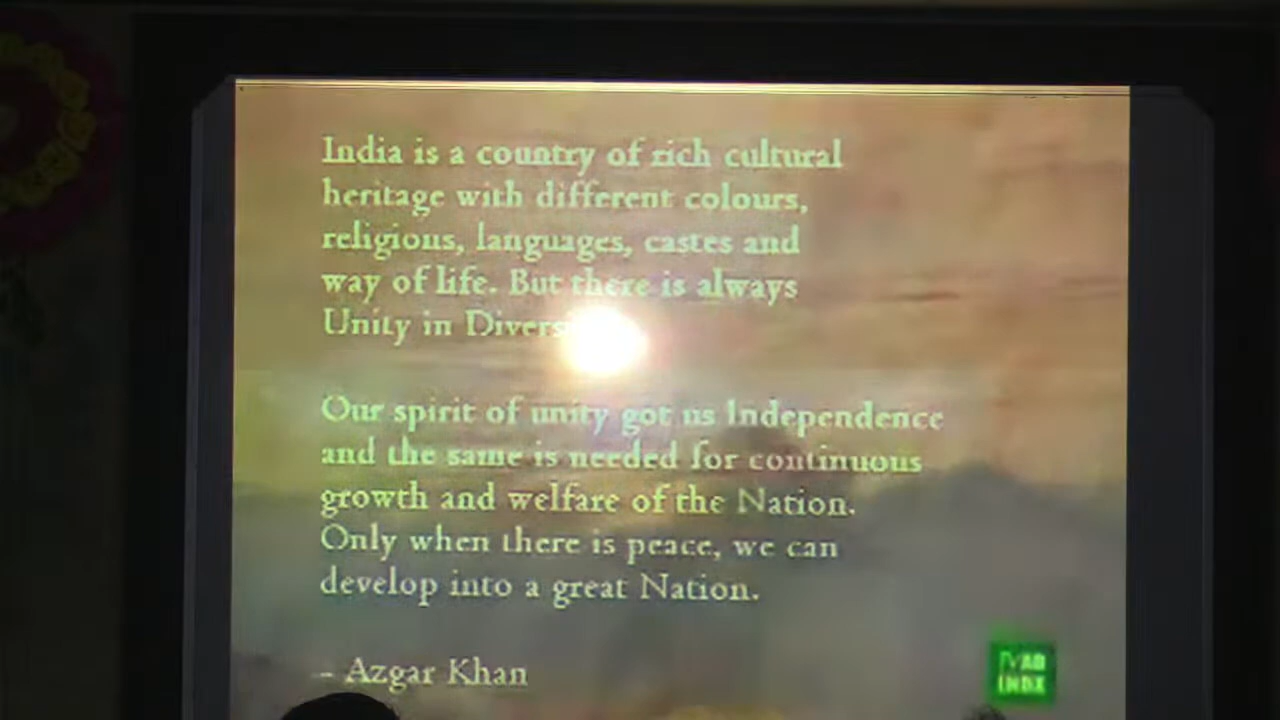 India is a country of rich cultural
heritage with different colours,
religions, languages, castes and
way of life. But there is always
Unity in
Our spirit of unity got us Independence
and the same is needed for continuous
growth and welfare of the Nation.
Only when there is peace, we can
develop into a great Nation.
- Azgar Khan